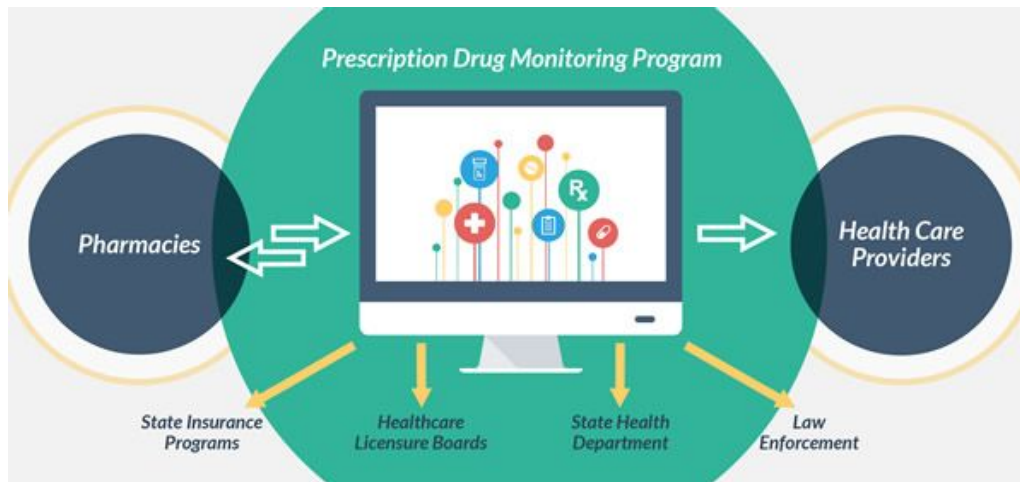 Prescription Drug Monitoring Program
Pharmacies
Rx
Health Care
Providers
State Insurance
Programs
Healthcare
Licensure Boards
State Health
Department
Law
Enforcement